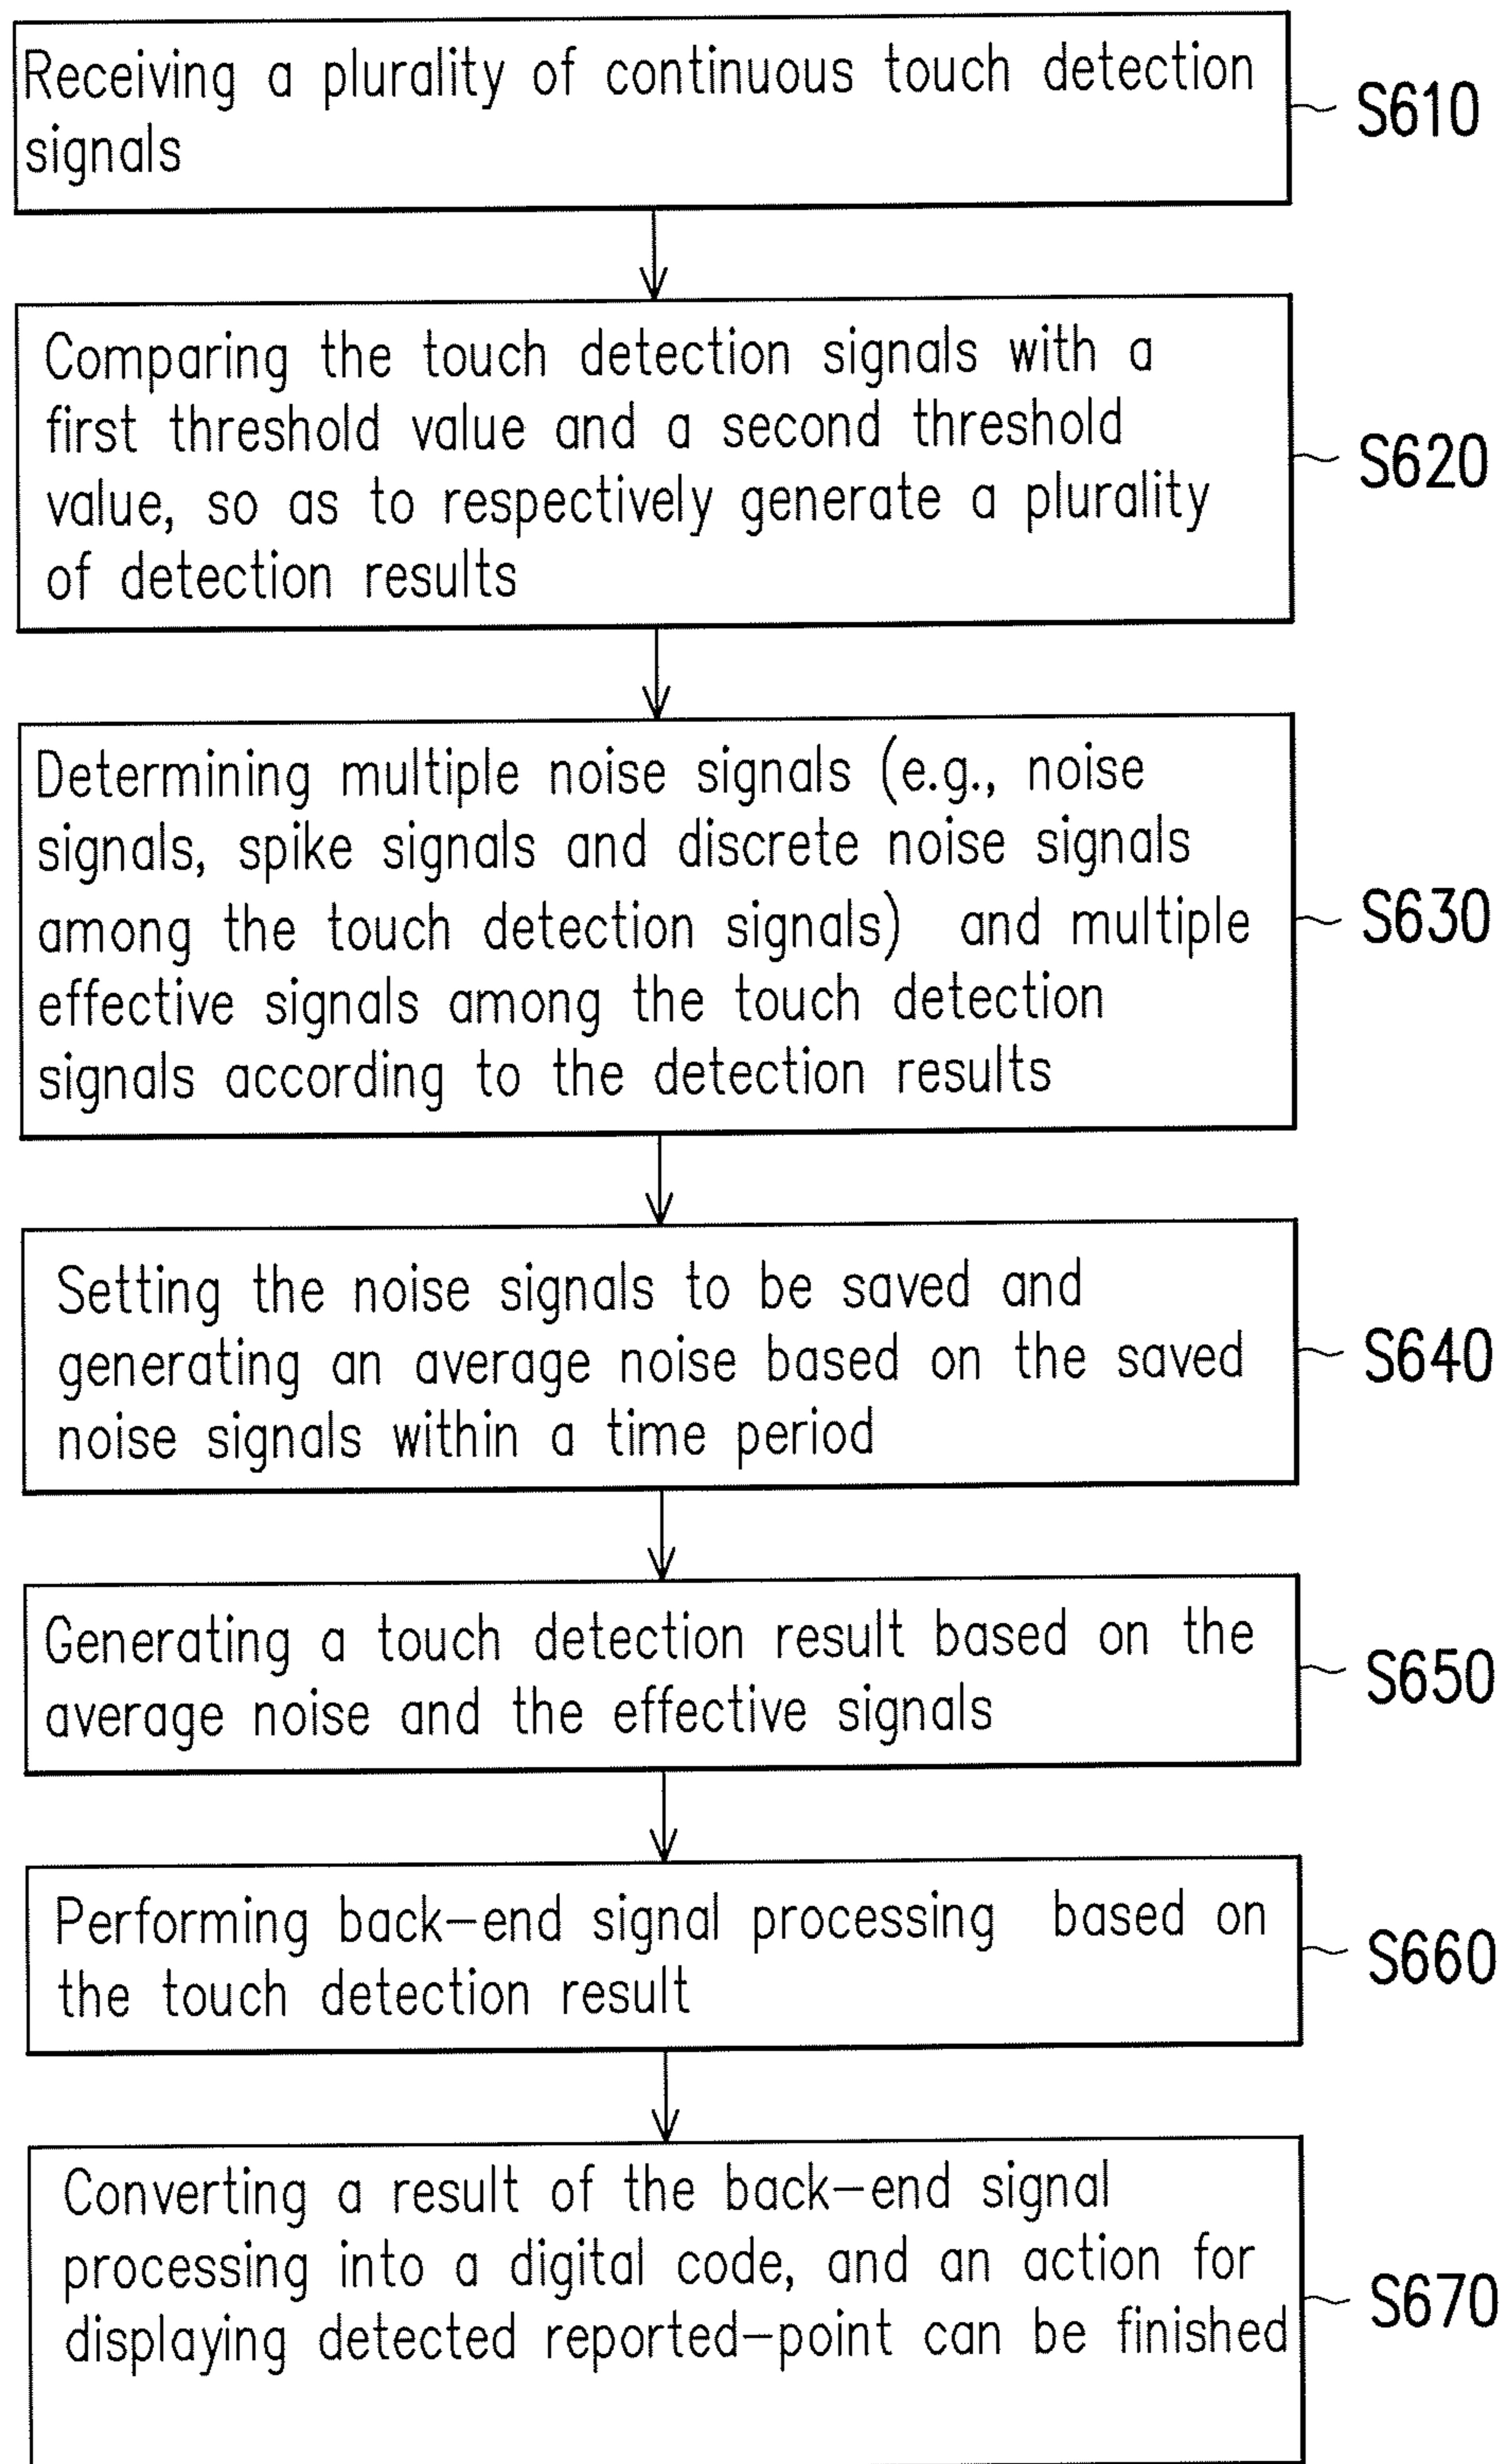 Receiving a plurality of continuous touch detection
signals
S610
Comparing the touch detection signals with a
first threshold value and a second threshold
value, so as to respectively generate a plurality
of detection results
S620
Determining multiple noise signals (e.g., noise
signals, spike signals and discrete noise signals
among the touch detection signals) and multiple
effective signals among the touch detection
signals according to the detection results
S630
Setting the noise signals to be saved and
generating an average noise based on the saved
noise signals within a time period
S640
Generating a touch detection result based on the
average noise and the effective signals
S650
Performing back-end signal processing based on
the touch detection result
S660
Converting a result of the back-end signal
processing into a digital code, and an action for
displaying detected reported-point can be finished
S670